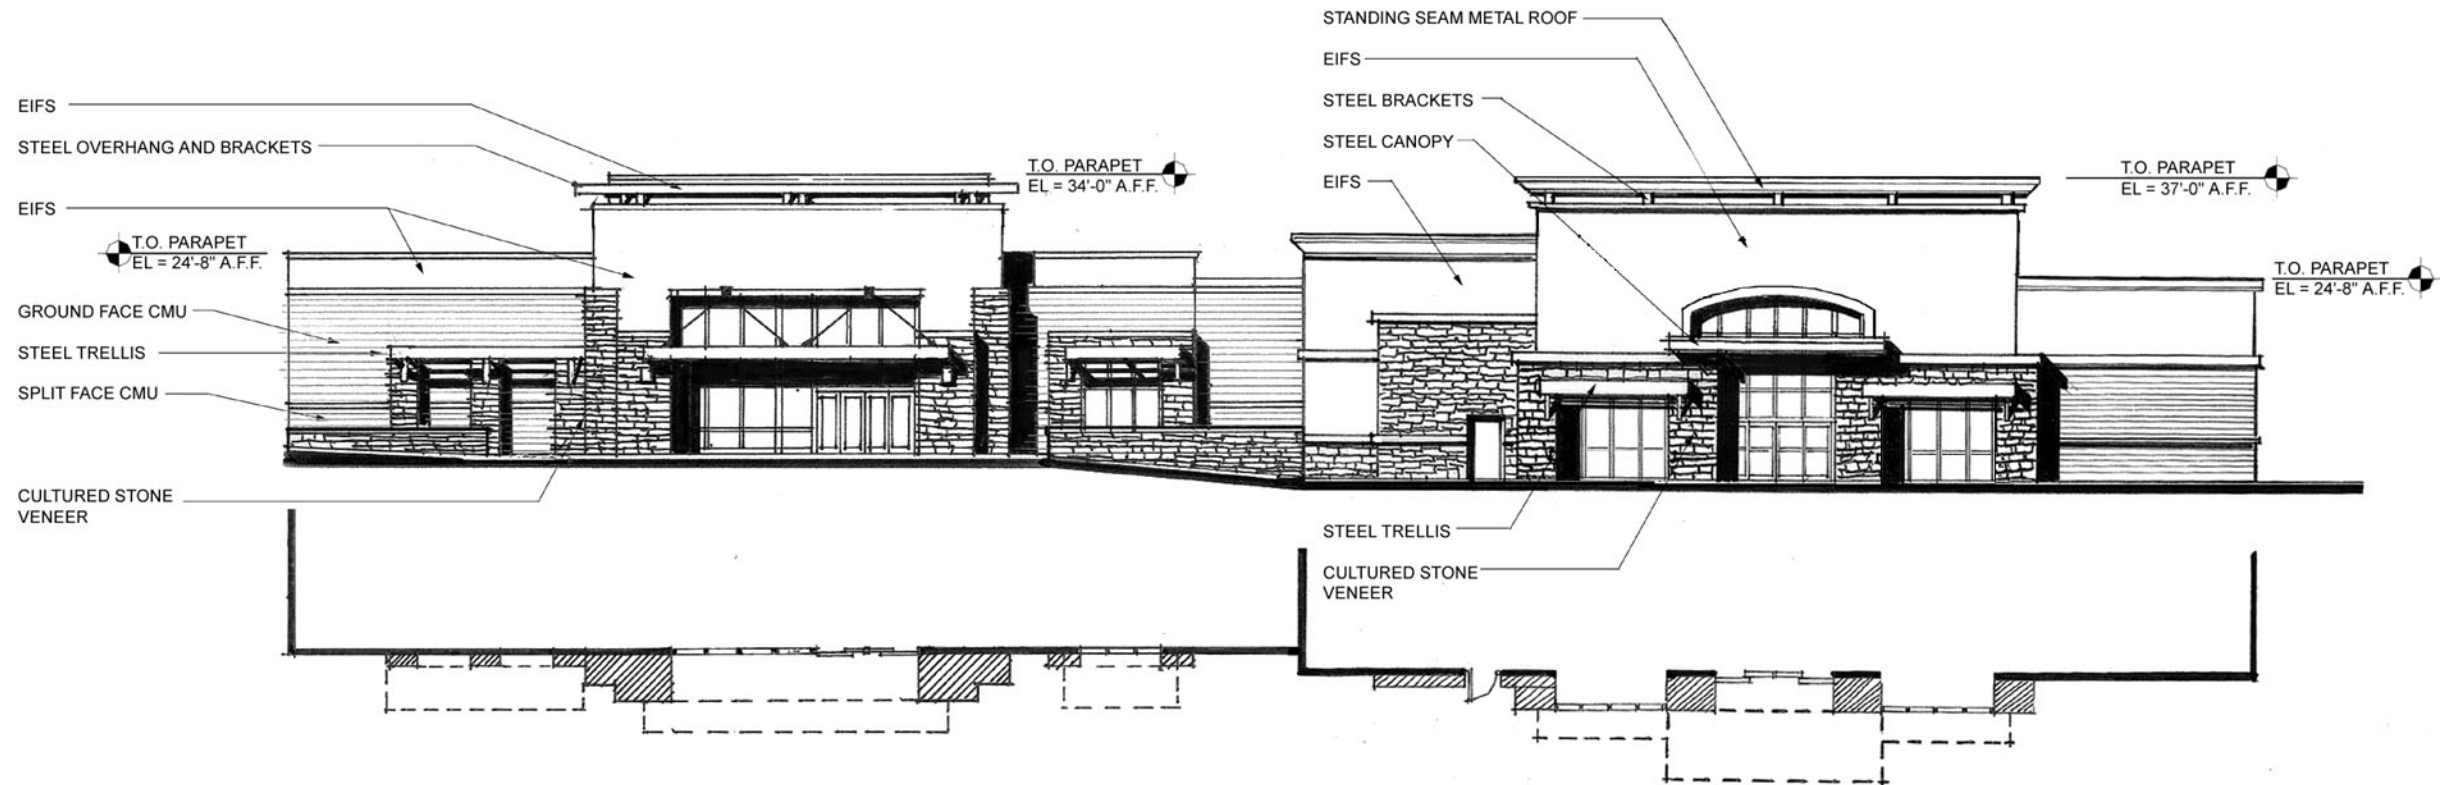 EIFS
STEEL OVERHANG AND BRACKETS
EIFS
T.O. PARAPET
EL = 24'-8" A.F.F.
GROUND FACE CMU
STEEL TRELLIS
SPLIT FACE CMU
CULTURED STONE
VENEER
T.O. PARAPET
EL = 34'-0" A.F.F.
STANDING SEAM METAL ROOF
EIFS
STEEL BRACKETS
STEEL CANOPY
EIFS
T.O. PARAPET
EL = 37'-0" A.F.F.
T.O. PARAPET
EL = 24'-8" A.F.F.
STEEL TRELLIS
CULTURED STONE
VENEER